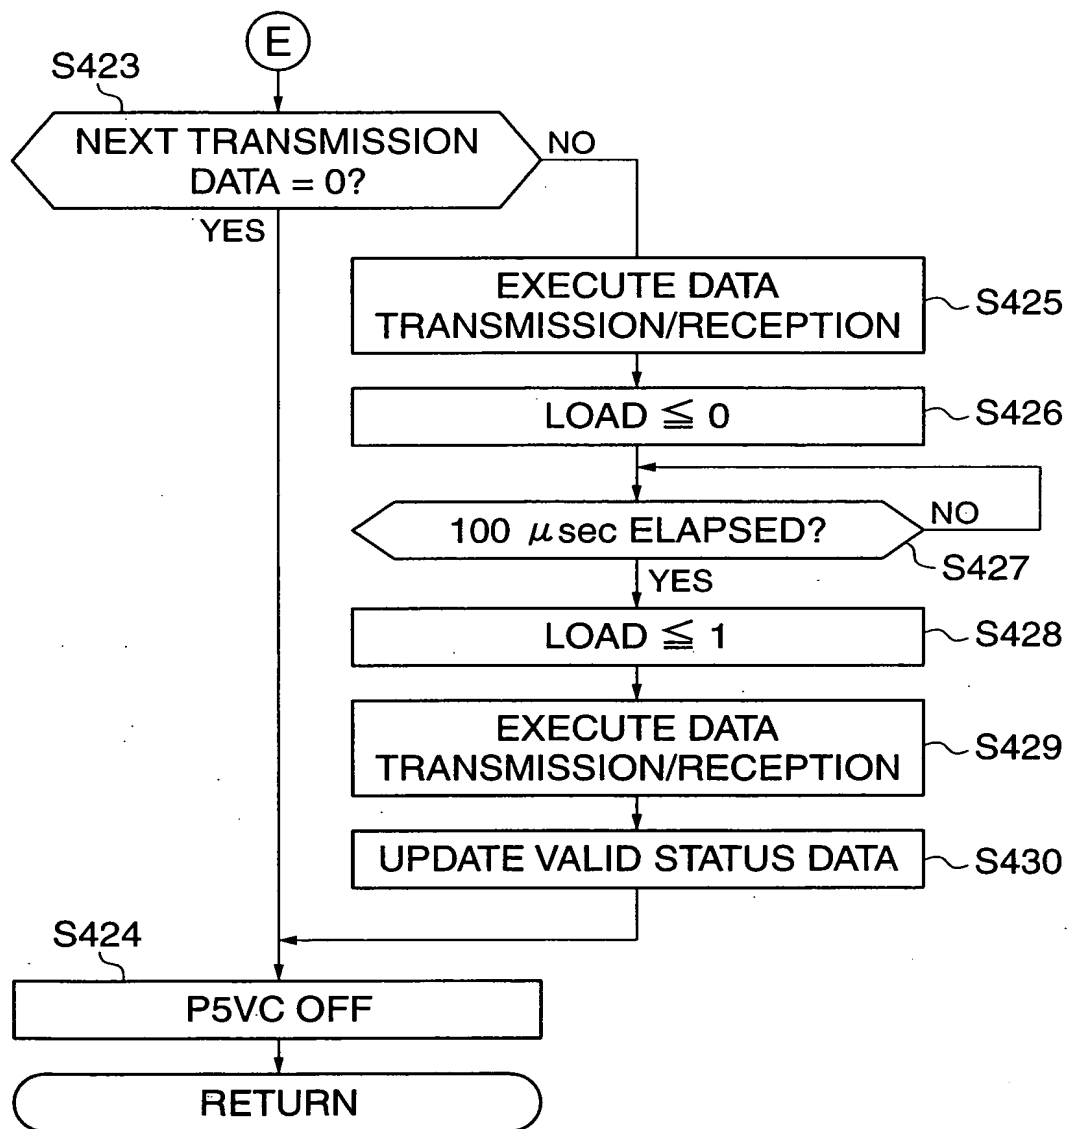 E
S423
NEXT TRANSMISSION
DATA = 0?
NO
YES
EXECUTE DATA
TRANSMISSION/RECEPTION
S425
LOAD ≦ 0
S426
100 μsec ELAPSED?
NO
S427
YES
LOAD ≦ 1
S428
EXECUTE DATA
TRANSMISSION/RECEPTION
S429
UPDATE VALID STATUS DATA
S430
S424
P5VC OFF
RETURN